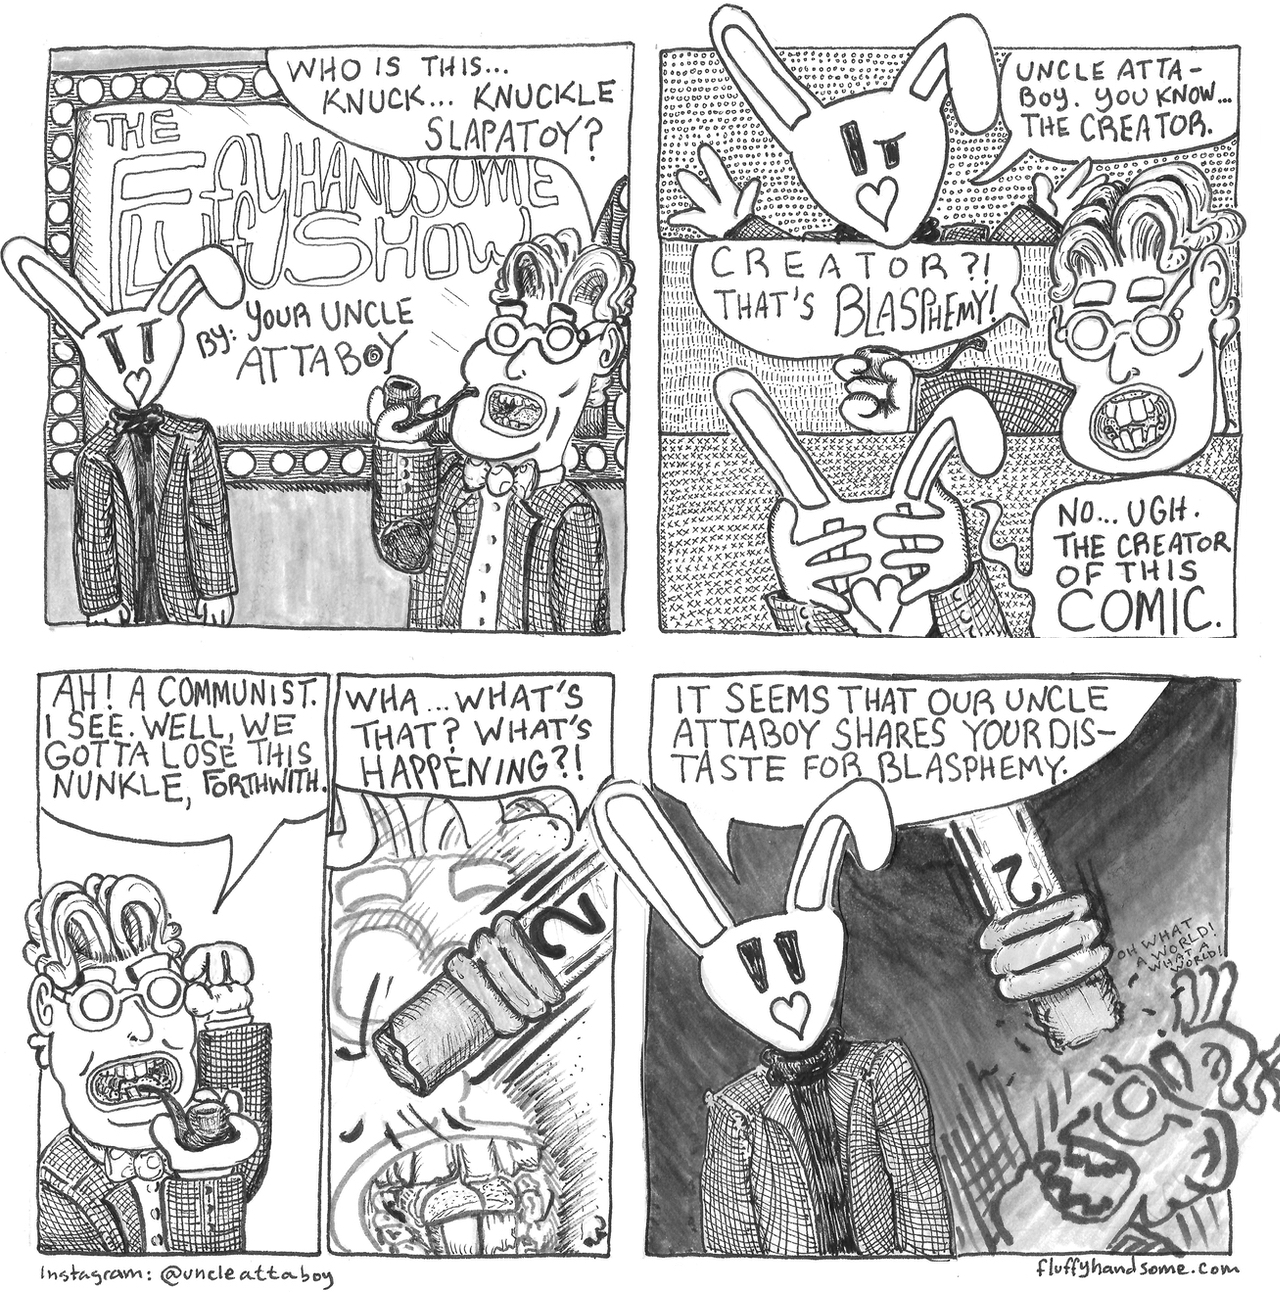 WHO IS THIS...
KNUCK... KNUCKLE
SLAPATOY?
THE
FLUFFYHANDSOME
SHOW
BY: YOUR UNCLE
ATTABOY
UNCLE ATTA-
BOY. YOU KNOW...
THE CREATOR.
CREATOR?!
THAT'S BLASPHEMY!
NO... UGH.
THE CREATOR
OF THIS
COMIC.
AH! A COMMUNIST.
I SEE. WELL, WE
GOTTA LOSE THIS
NUNKLE, FORTHWITH.
WHA... WHAT'S
THAT? WHAT'S
HAPPENING?!
2
IT SEEMS THAT OUR UNCLE
ATTABOY SHARES YOUR DIS-
TASTE FOR BLASPHEMY.
2
OH WHAT
A WORLD!
WHAT A
WORLD!
Instagram: @uncleattaboy
fluffyhandsome.com